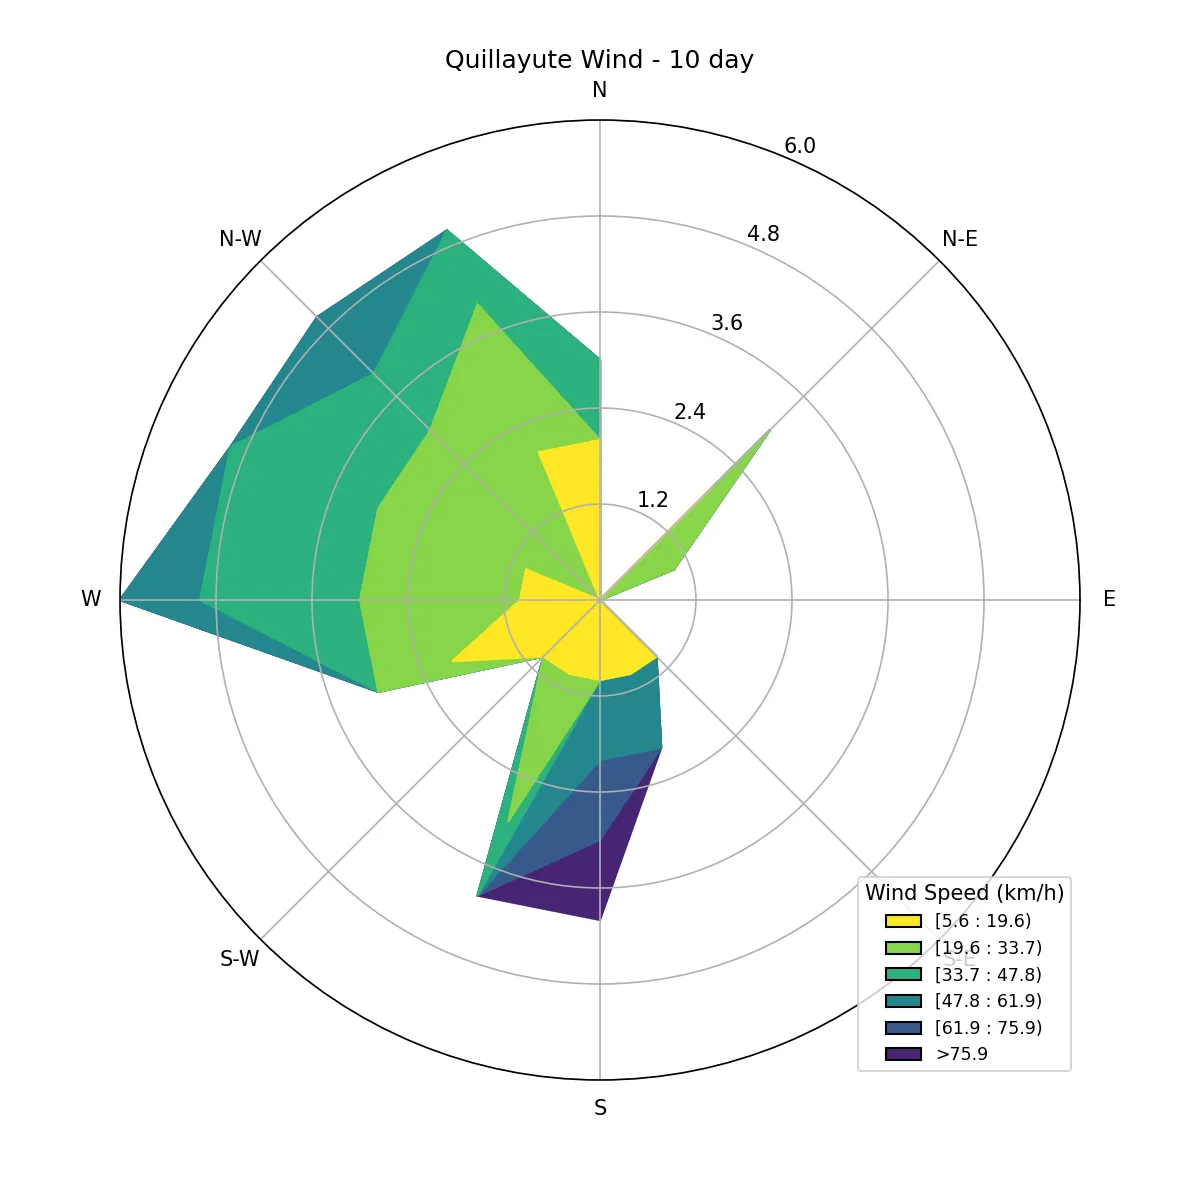 Quillayute Wind - 10 day
N
6.0
N-W
4.8
N-E
3.6
2.4
1.2
W
E
Wind Speed (km/h)
[5.6 : 19.6)
[19.6 : 33.7)
S-W
S-E
[33.7 : 47.8)
[47.8 : 61.9)
[61.9 : 75.9)
>75.9
S